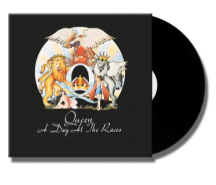 Queen
A Day At The Races